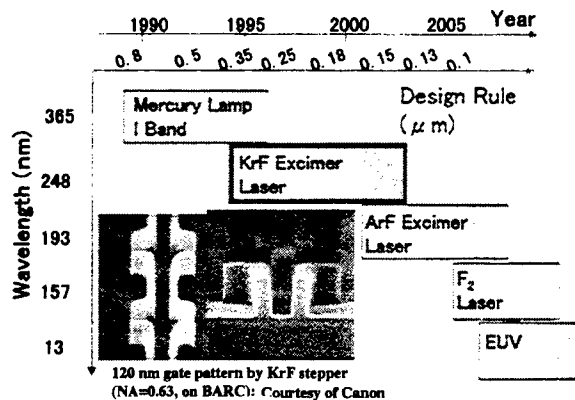 1990 1995 2000 2005 Year
0.8 0.5 0.35 0.25 0.18 0.15 0.13 0.1
Design Rule
(μm)
Wavelength (nm)
365
Mercury Lamp
I Band
248
KrF Excimer
Laser
193
ArF Excimer
Laser
157
F2
Laser
13
EUV
120 nm gate pattern by KrF stepper
(NA=0.63, on BARC): Courtesy of Canon